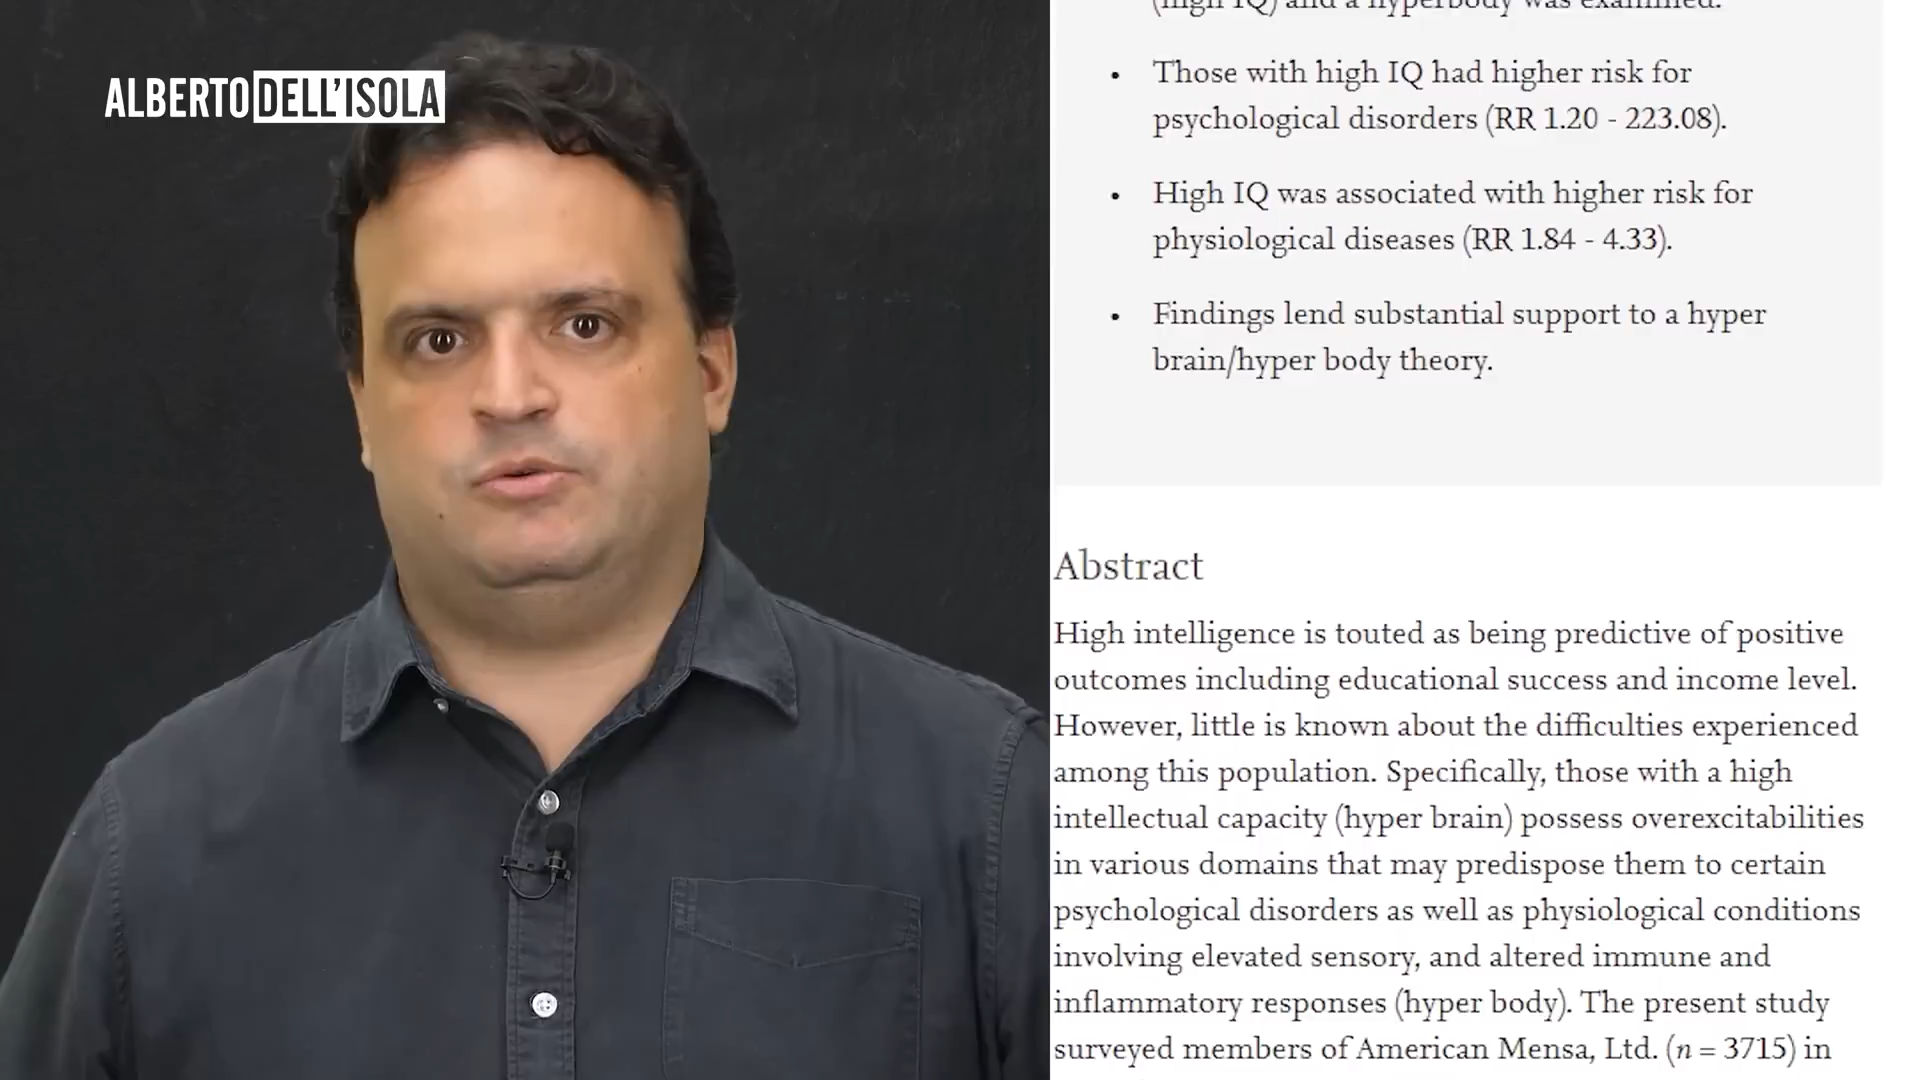 ALBERTO DELL'ISOLA
(high IQ) and a hyperbody was examined.
• Those with high IQ had higher risk for
psychological disorders (RR 1.20 - 223.08).
• High IQ was associated with higher risk for
physiological diseases (RR 1.84 - 4.33).
• Findings lend substantial support to a hyper
brain/hyper body theory.
Abstract
High intelligence is touted as being predictive of positive
outcomes including educational success and income level.
However, little is known about the difficulties experienced
among this population. Specifically, those with a high
intellectual capacity (hyper brain) possess overexcitabilities
in various domains that may predispose them to certain
psychological disorders as well as physiological conditions
involving elevated sensory, and altered immune and
inflammatory responses (hyper body). The present study
surveyed members of American Mensa, Ltd. (n = 3715) in